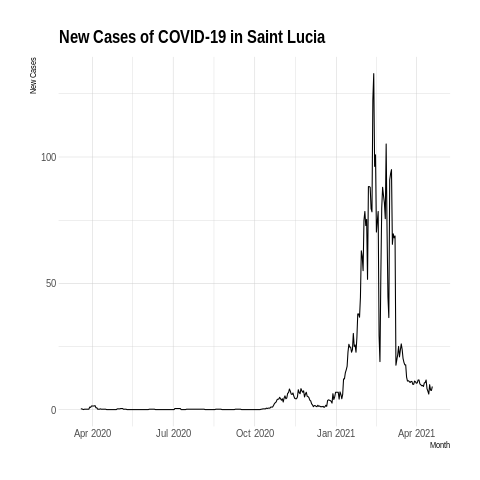 New Cases of COVID-19 in Saint Lucia
New Cases
100
50
0
Apr 2020 Jul 2020 Oct 2020 Jan 2021 Apr 2021
Month